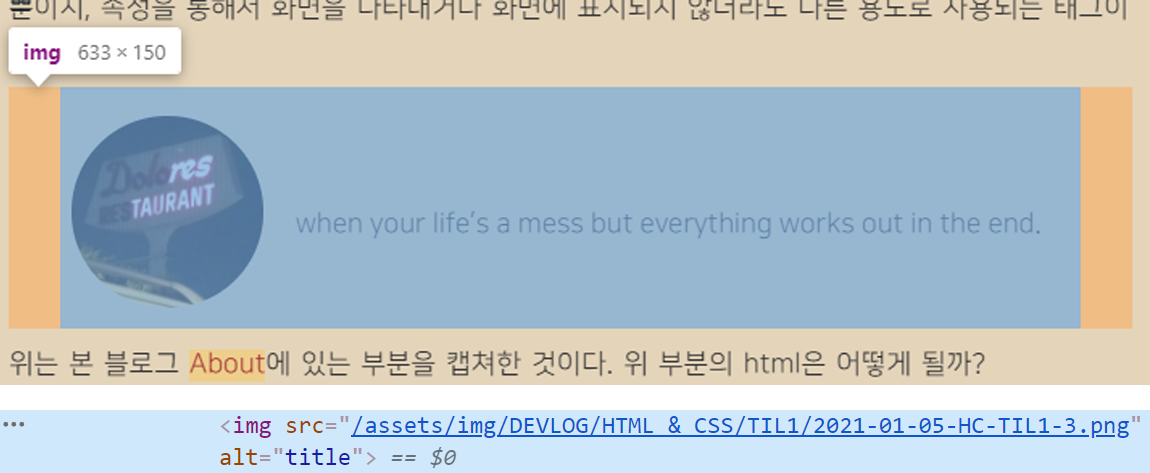 뿐이지, 속성을 통해서 화면을 나타내거나 화면에 표시되지 않더라도 다른 용도로 사용되는 태그이
img 633 × 150
Dolores
RESTAURANT
when your life's a mess but everything works out in the end.
위는 본 블로그 About에 있는 부분을 캡쳐한 것이다. 위 부분의 html은 어떻게 될까?
... <img src="/assets/img/DEVLOG/HTML & CSS/TIL1/2021-01-05-HC-TIL1-3.png"
alt="title"> == $0